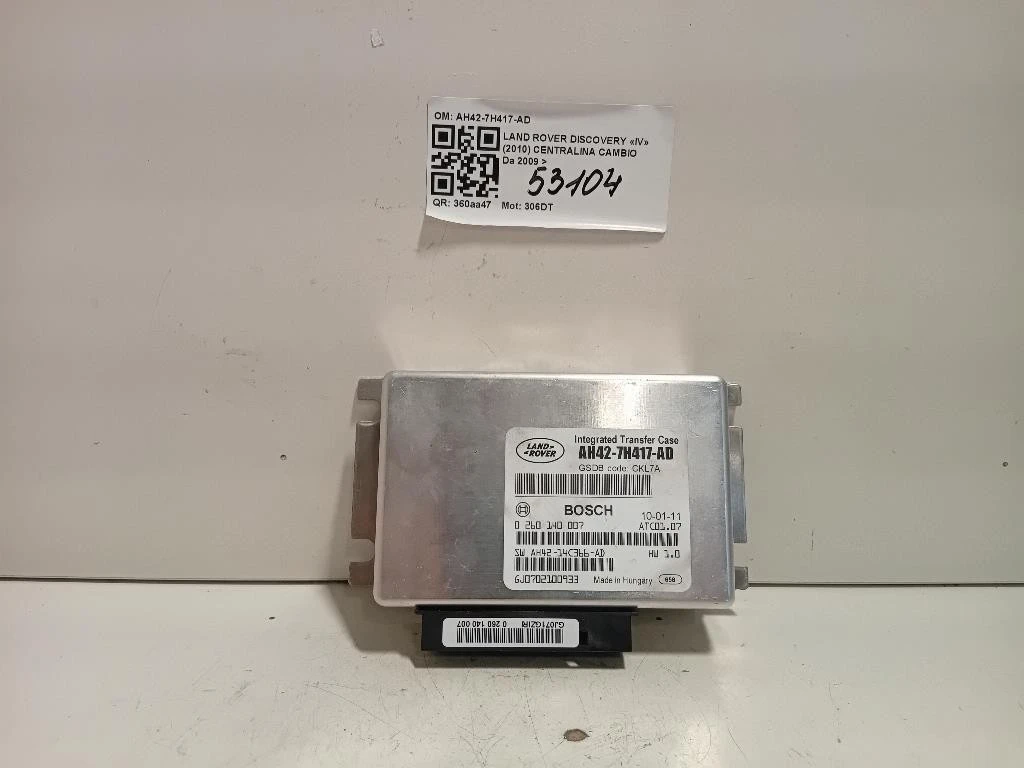 OM: AH42-7H417-AD
LAND ROVER DISCOVERY «IV»
(2010) CENTRALINA CAMBIO
Da 2009 >
53104
QR: 360aa47 Mot: 306DT
LAND-ROVER
Integrated Transfer Case
AH42-7H417-AD
GSDB code: CKL7A
BOSCH
10-01-11
0 260 140 007 ATC01.07
SW AH42-14C366-AD HW 1.0
GJ0702100933 Made in Hungary 858
GJ071GZIRI 0 260 140 007